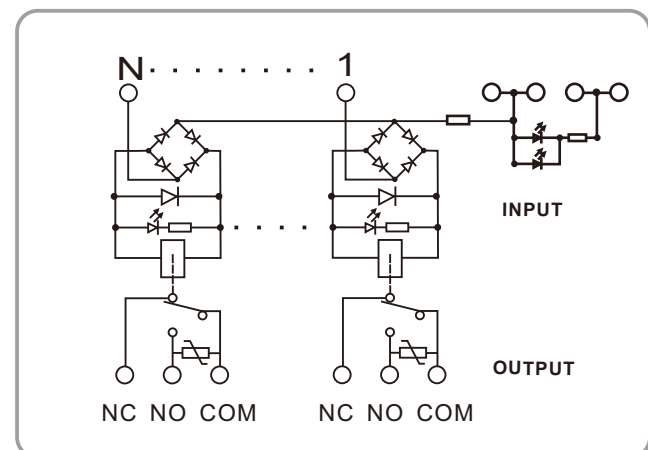 N ........ 1
INPUT
OUTPUT
NC NO COM NC NO COM